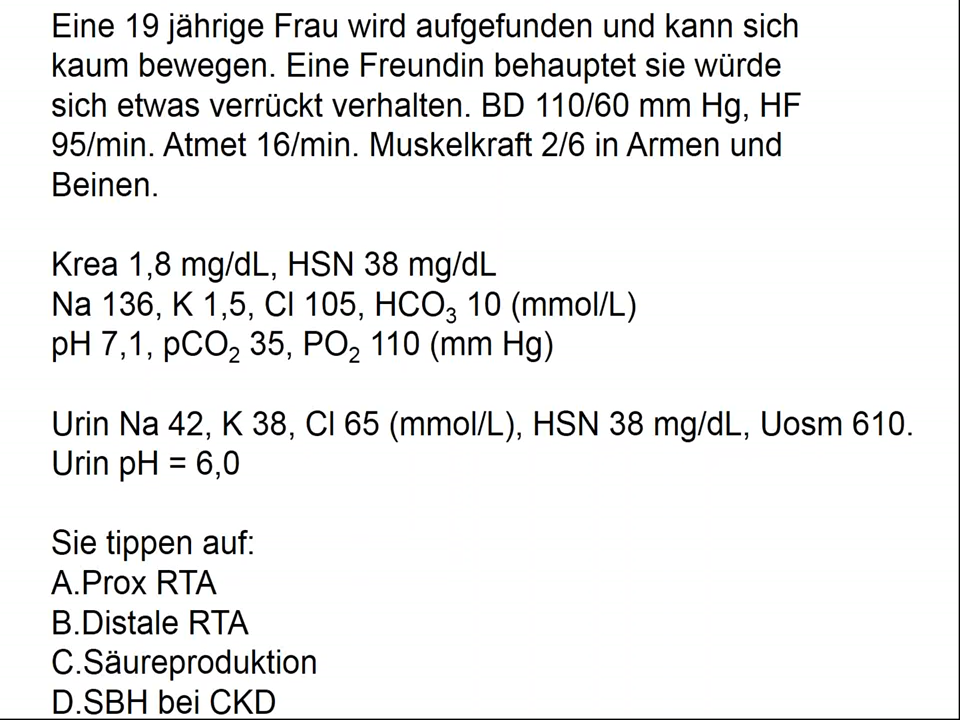 Eine 19 jährige Frau wird aufgefunden und kann sich
kaum bewegen. Eine Freundin behauptet sie würde
sich etwas verrückt verhalten. BD 110/60 mm Hg, HF
95/min. Atmet 16/min. Muskelkraft 2/6 in Armen und
Beinen.
Krea 1,8 mg/dL, HSN 38 mg/dL
Na 136, K 1,5, Cl 105, HCO₃ 10 (mmol/L)
pH 7,1, pCO₂ 35, PO₂ 110 (mm Hg)
Urin Na 42, K 38, Cl 65 (mmol/L), HSN 38 mg/dL, Uosm 610.
Urin pH = 6,0
Sie tippen auf:
A.Prox RTA
B.Distale RTA
C.Säureproduktion
D.SBH bei CKD